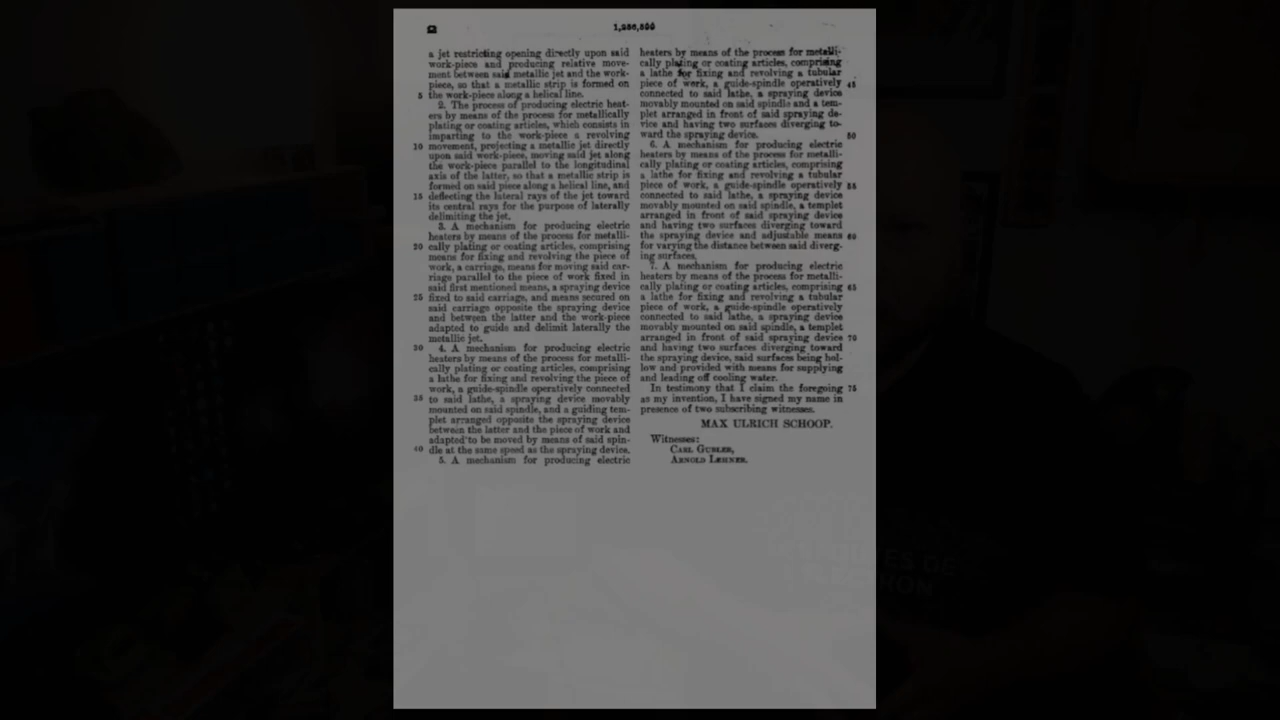 2
1,286,500
a jet restricting opening directly upon said
work-piece and producing relative move-
ment between said metallic jet and the work-
piece, so that a metallic strip is formed on
5 the work-piece along a helical line.
2. The process of producing electric heat-
ers by means of the process for metallically
plating or coating articles, which consists in
imparting to the work-piece a revolving
10 movement, projecting a metallic jet directly
upon said work-piece, moving said jet along
the work-piece parallel to the longitudinal
axis of the latter, so that a metallic strip is
formed on said piece along a helical line, and
15 deflecting the lateral rays of the jet toward
its central rays for the purpose of laterally
delimiting the jet.
3. A mechanism for producing electric
heaters by means of the process for metalli-
20 cally plating or coating articles, comprising
means for fixing and revolving the piece of
work, a carriage, means for moving said car-
riage parallel to the piece of work fixed in
said first mentioned means, a spraying device
25 fixed to said carriage, and means secured on
said carriage opposite the spraying device
and between the latter and the work-piece
adapted to guide and delimit laterally the
metallic jet.
30 4. A mechanism for producing electric
heaters by means of the process for metalli-
cally plating or coating articles, comprising
a lathe for fixing and revolving the piece of
work, a guide-spindle operatively connected
35 to said lathe, a spraying device movably
mounted on said spindle, and a guiding tem-
plet arranged opposite the spraying device
between the latter and the piece of work and
adapted to be moved by means of said spin-
40 dle at the same speed as the spraying device.
5. A mechanism for producing electric
heaters by means of the process for metalli-
cally plating or coating articles, comprising
a lathe for fixing and revolving a tubular
piece of work, a guide-spindle operatively 45
connected to said lathe, a spraying device
movably mounted on said spindle and a tem-
plet arranged in front of said spraying de-
vice and having two surfaces diverging to-
ward the spraying device. 50
6. A mechanism for producing electric
heaters by means of the process for metalli-
cally plating or coating articles, comprising
a lathe for fixing and revolving a tubular
piece of work, a guide-spindle operatively 55
connected to said lathe, a spraying device
movably mounted on said spindle, a templet
arranged in front of said spraying device
and having two surfaces diverging toward
the spraying device and adjustable means 60
for varying the distance between said diverg-
ing surfaces.
7. A mechanism for producing electric
heaters by means of the process for metalli-
cally plating or coating articles, comprising 65
a lathe for fixing and revolving a tubular
piece of work, a guide-spindle operatively
connected to said lathe, a spraying device
movably mounted on said spindle, a templet
arranged in front of said spraying device 70
and having two surfaces diverging toward
the spraying device, said surfaces being hol-
low and provided with means for supplying
and leading off cooling water.
In testimony that I claim the foregoing 75
as my invention, I have signed my name in
presence of two subscribing witnesses.
MAX ULRICH SCHOOP.
Witnesses:
CARL GUBLER,
ARNOLD LEHNER.